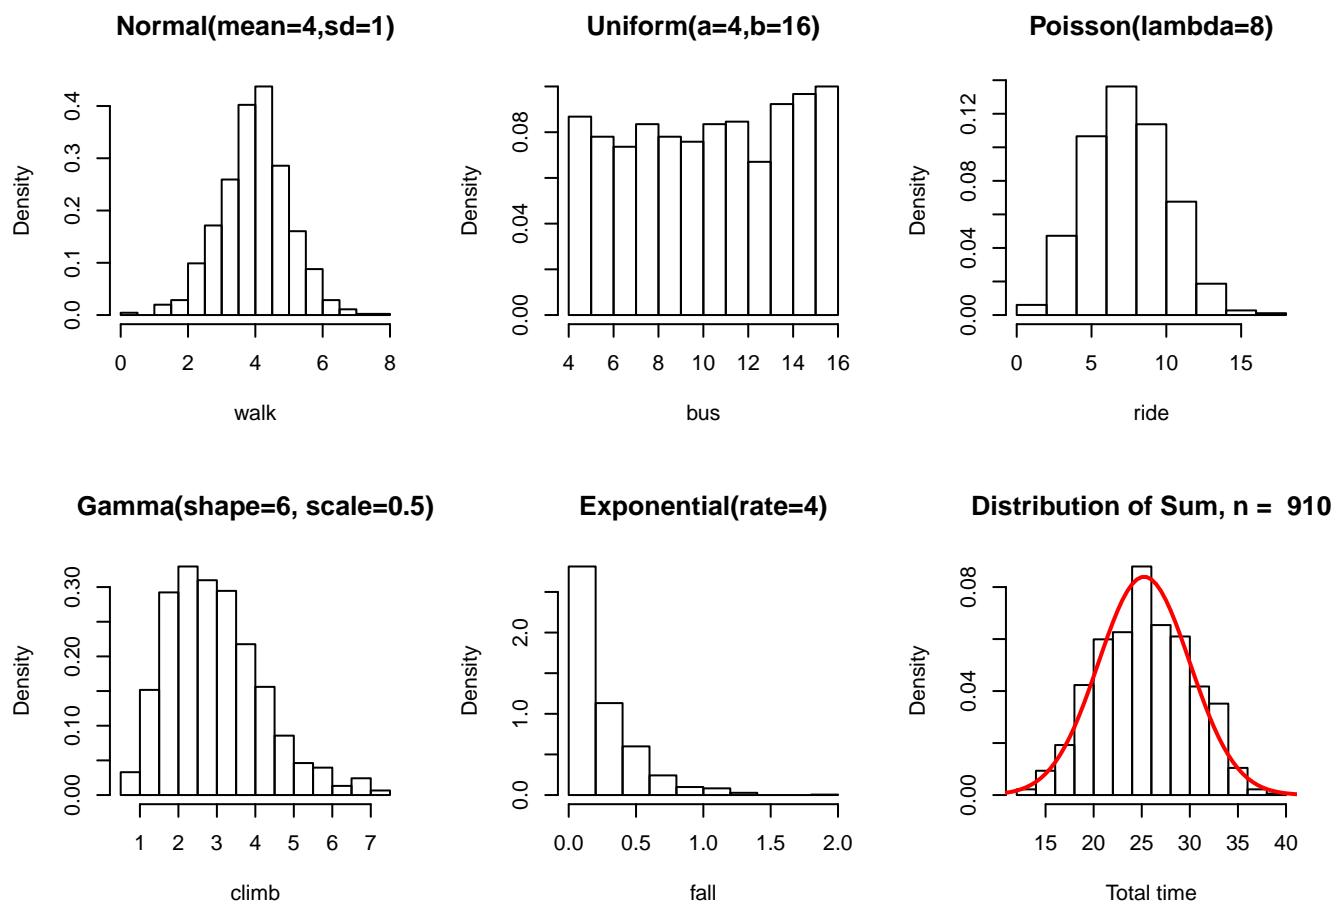 Normal(mean=4,sd=1)
Density
0.0 0.1 0.2 0.3 0.4
0 2 4 6 8
walk
Uniform(a=4,b=16)
Density
0.00 0.04 0.08
4 6 8 10 12 14 16
bus
Poisson(lambda=8)
Density
0.00 0.04 0.08 0.12
0 5 10 15
ride
Gamma(shape=6, scale=0.5)
Density
0.00 0.10 0.20 0.30
1 2 3 4 5 6 7
climb
Exponential(rate=4)
Density
0.0 1.0 2.0
0.0 0.5 1.0 1.5 2.0
fall
Distribution of Sum, n =  910
Density
0.00 0.04 0.08
15 20 25 30 35 40
Total time